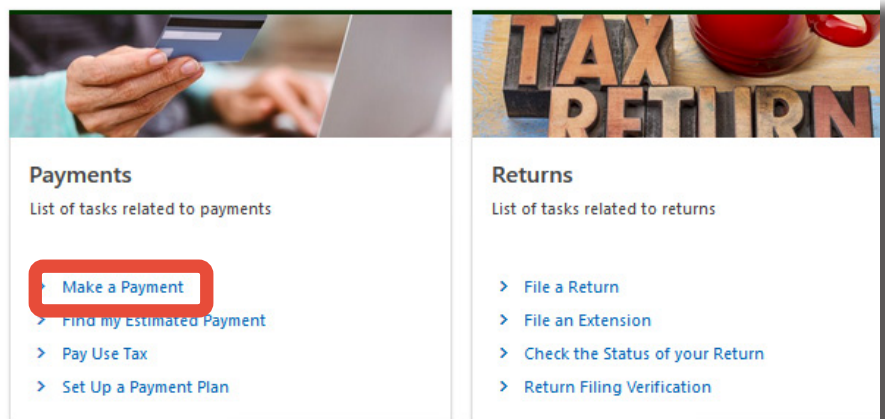 TAX
RETURN
Payments
List of tasks related to payments
Make a Payment
Find my Estimated Payment
Pay Use Tax
Set Up a Payment Plan
Returns
List of tasks related to returns
File a Return
File an Extension
Check the Status of your Return
Return Filing Verification